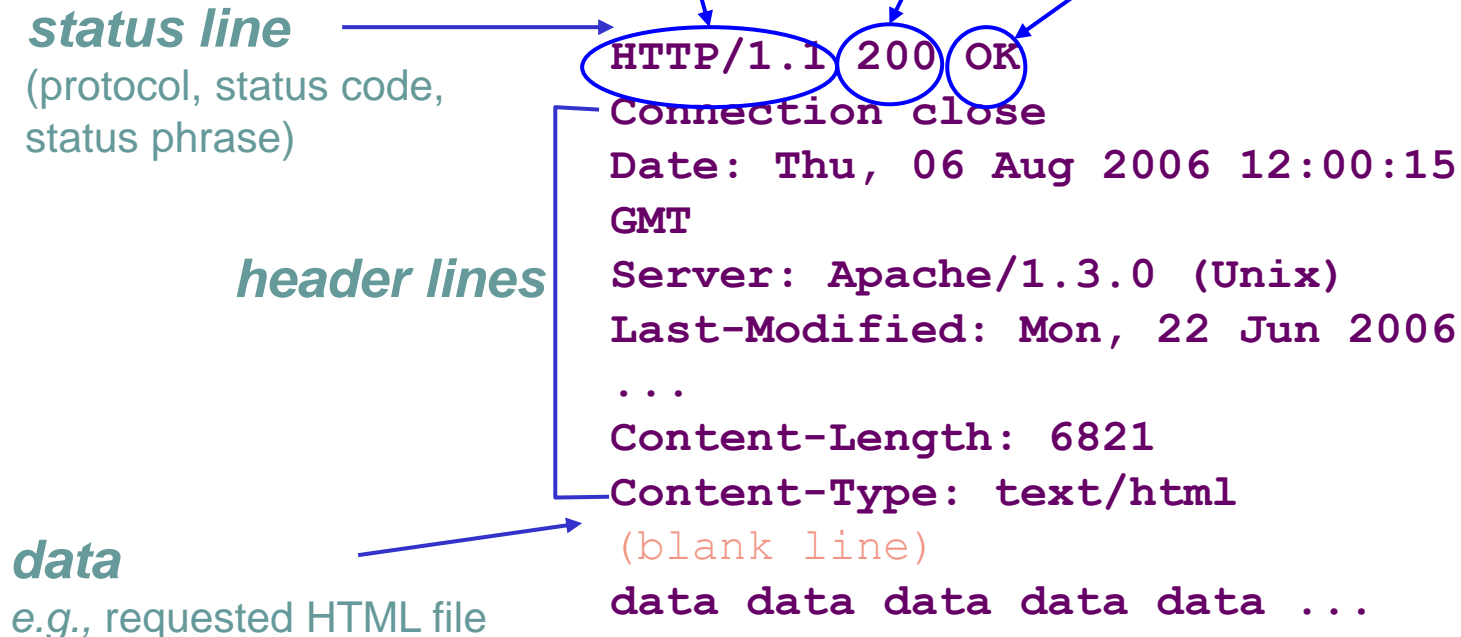 status line
(protocol, status code,
status phrase)
HTTP/1.1 200 OK
Connection close
Date: Thu, 06 Aug 2006 12:00:15
GMT
header lines
Server: Apache/1.3.0 (Unix)
Last-Modified: Mon, 22 Jun 2006
...
Content-Length: 6821
Content-Type: text/html
(blank line)
data
e.g., requested HTML file
data data data data data ...